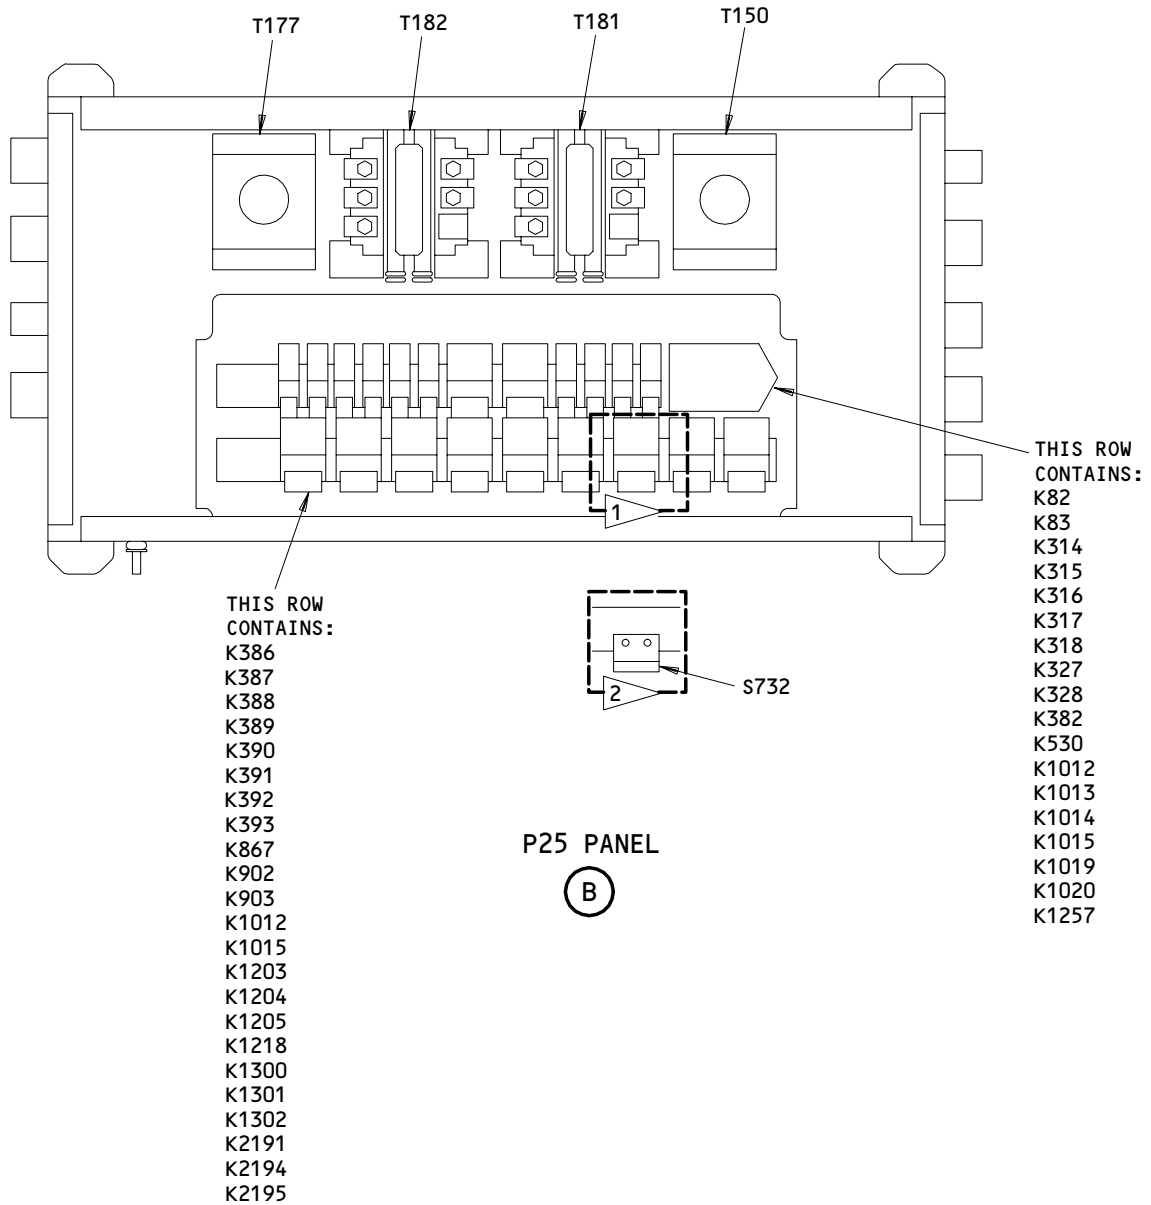 T177
T182
T181
T150
THIS ROW
CONTAINS:
K82
K83
K314
K315
K316
K317
K318
K327
K328
K382
K530
K1012
K1013
K1014
K1015
K1019
K1020
K1257
1
THIS ROW
CONTAINS:
K386
K387
K388
K389
K390
K391
K392
K393
K867
K902
K903
K1012
K1015
K1203
K1204
K1205
K1218
K1300
K1301
K1302
K2191
K2194
K2195
2
S732
P25 PANEL
B